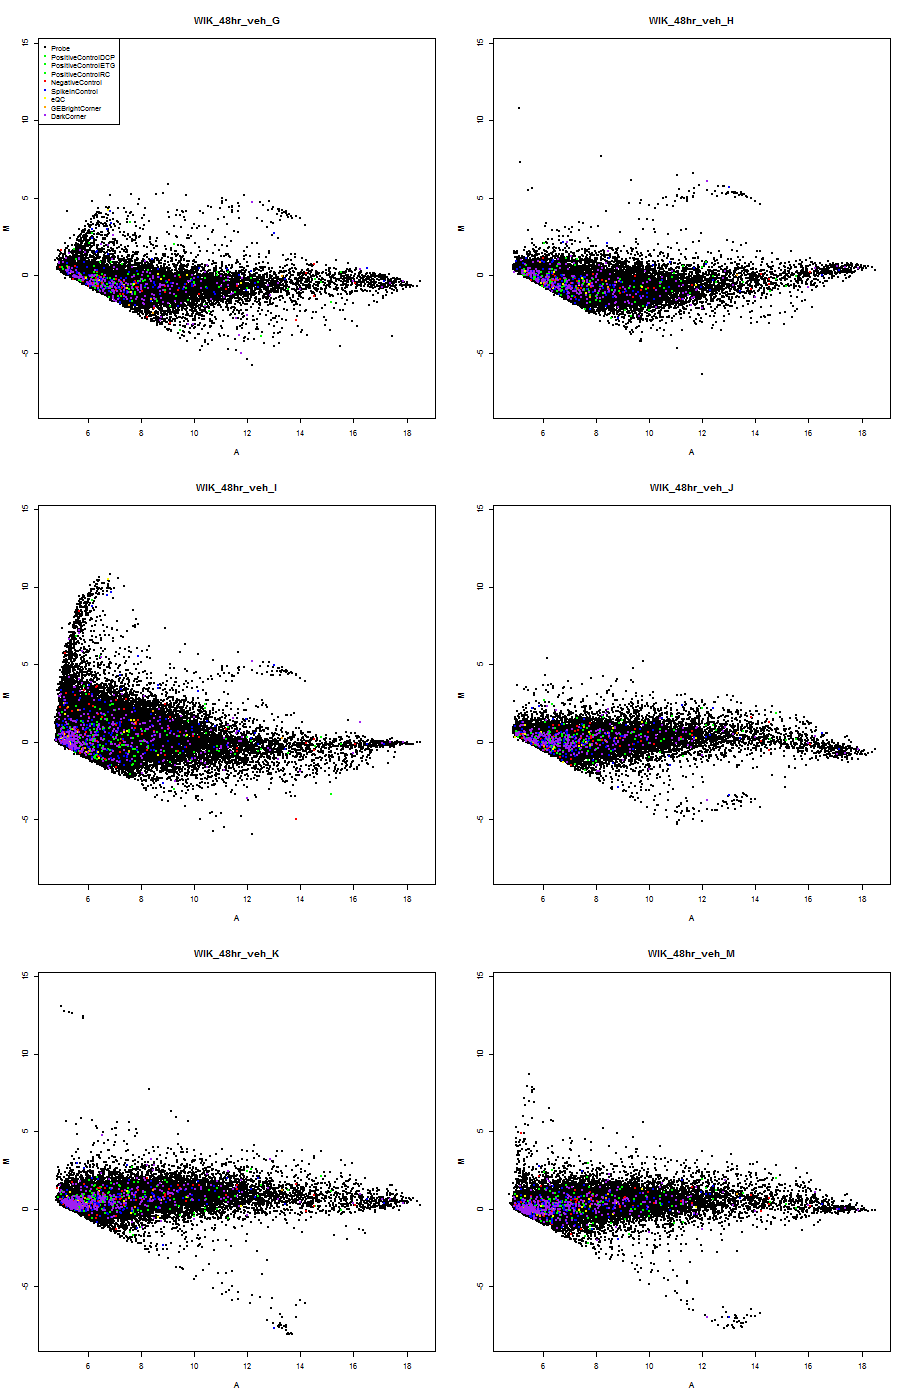 WIK_48hr_veh_G
15
10
5
0
-5
M
Probe
PositiveControlDCP
PositiveControlETG
PositiveControlRC
NegativeControl
SpikeInControl
eQC
GEBrightCorner
DarkCorner
6 8 10 12 14 16 18
A
WIK_48hr_veh_H
15
10
5
0
-5
M
6 8 10 12 14 16 18
A
WIK_48hr_veh_I
15
10
5
0
-5
M
6 8 10 12 14 16 18
A
WIK_48hr_veh_J
15
10
5
0
-5
M
6 8 10 12 14 16 18
A
WIK_48hr_veh_K
15
10
5
0
-5
M
6 8 10 12 14 16 18
A
WIK_48hr_veh_M
15
10
5
0
-5
M
6 8 10 12 14 16 18
A